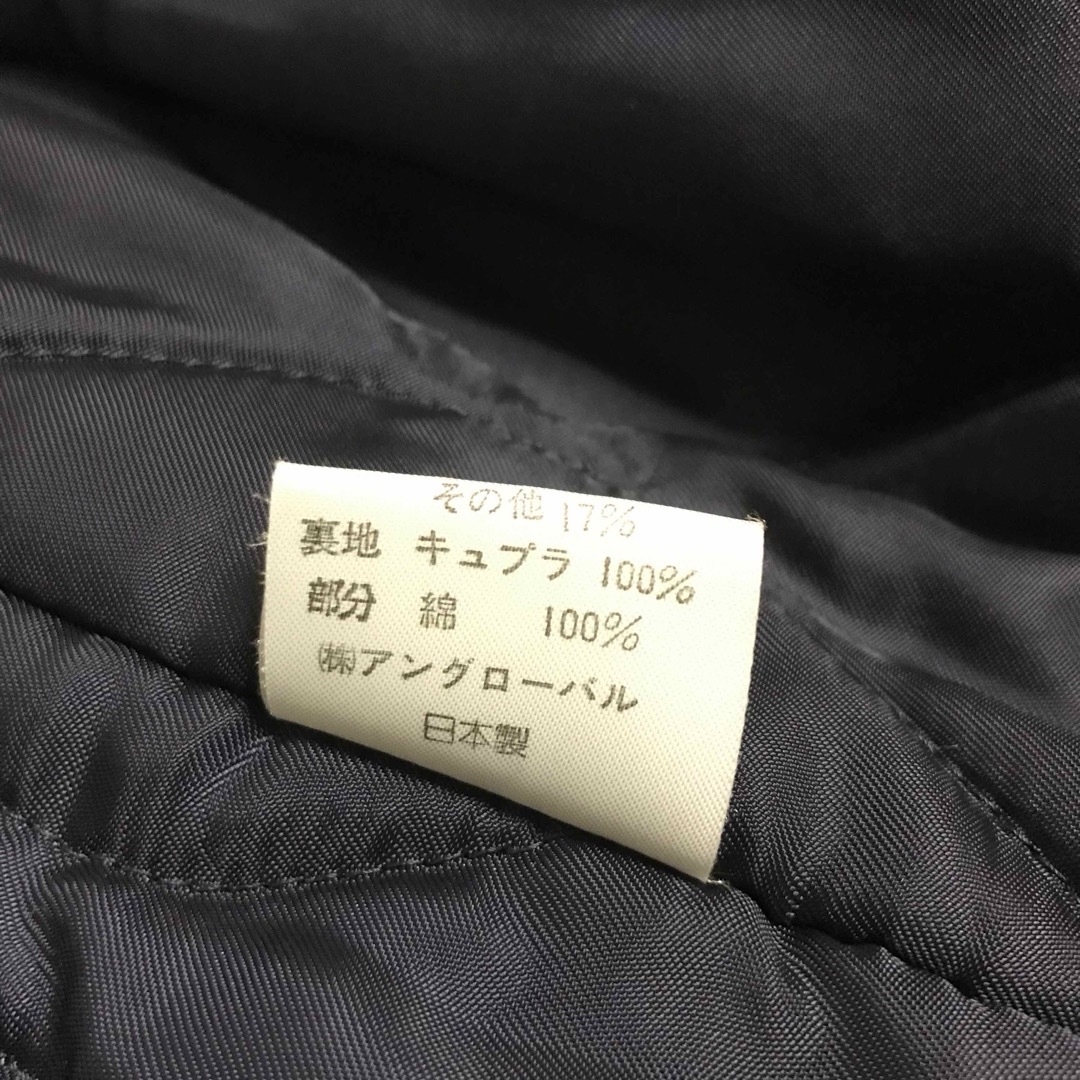 その他 17%
裏地 キュプラ 100%
部分 綿 100%
㈱アングローバル
日本製